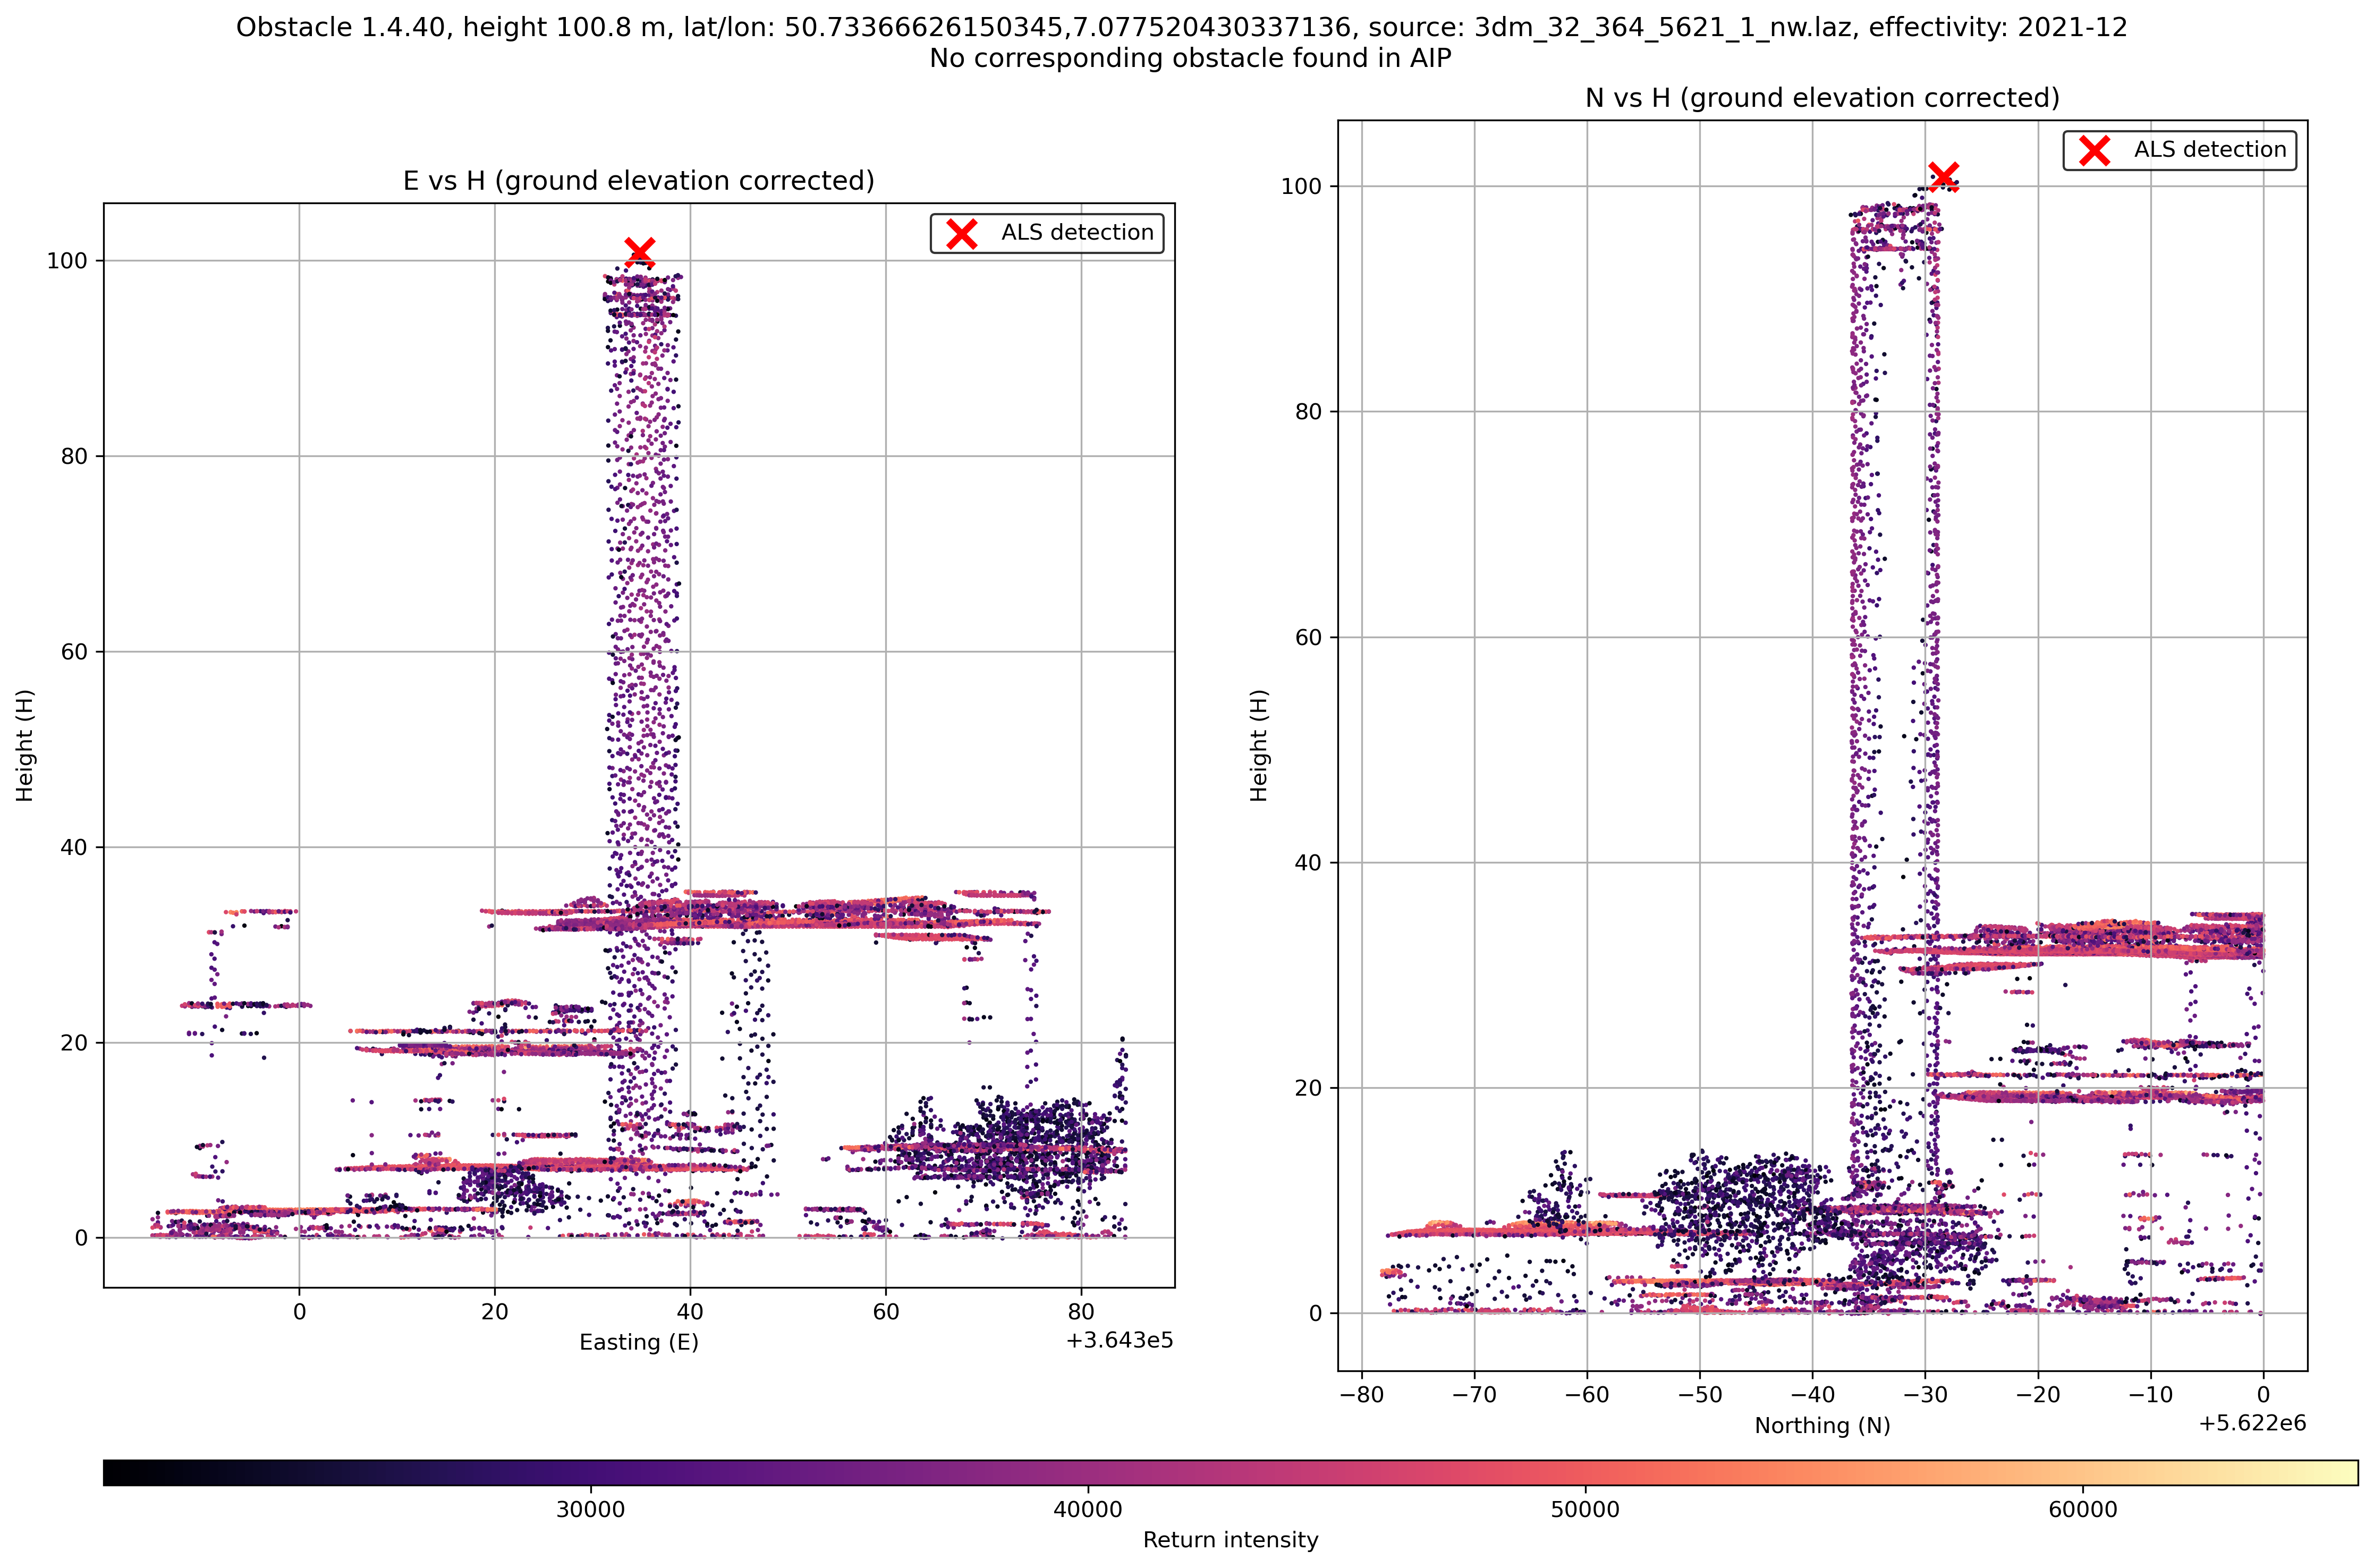 Obstacle 1.4.40, height 100.8 m, lat/lon: 50.73366626150345,7.077520430337136, source: 3dm_32_364_5621_1_nw.laz, effectivity: 2021-12
No corresponding obstacle found in AIP
E vs H (ground elevation corrected)
ALS detection
100
80
60
40
20
0
Height (H)
0 20 40 60 80
Easting (E)
+3.643e5
N vs H (ground elevation corrected)
ALS detection
100
80
60
40
20
0
Height (H)
−80 −70 −60 −50 −40 −30 −20 −10 0
Northing (N)
+5.622e6
30000 40000 50000 60000
Return intensity